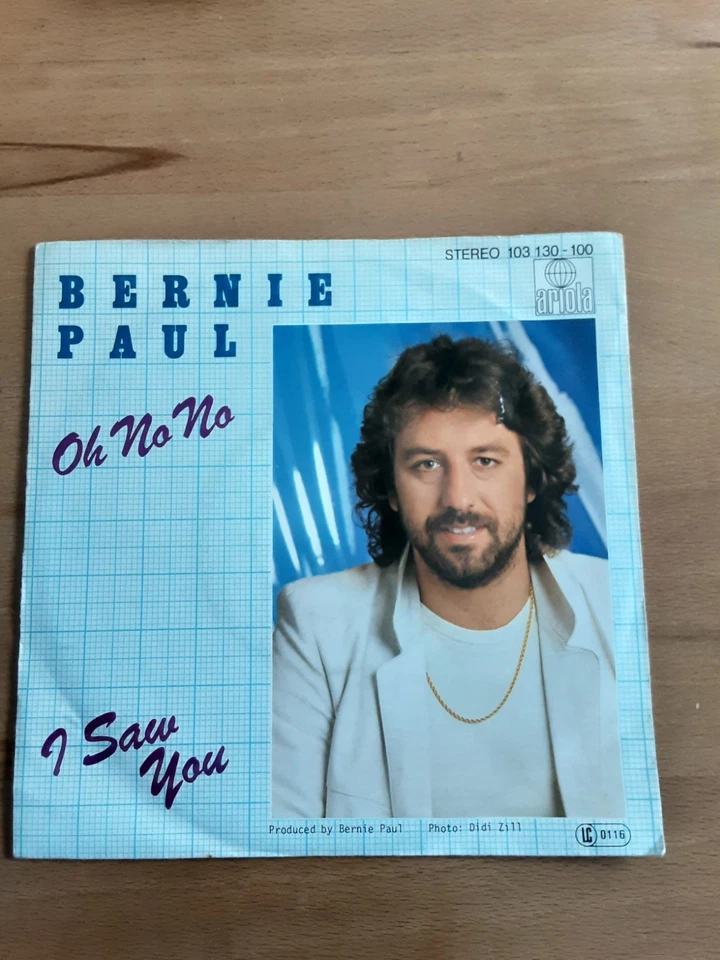 STEREO 103 130-100
ariola
BERNIE
PAUL
Oh No No
I Saw
You
Produced by Bernie Paul Photo: Didi Zill
LC 0116